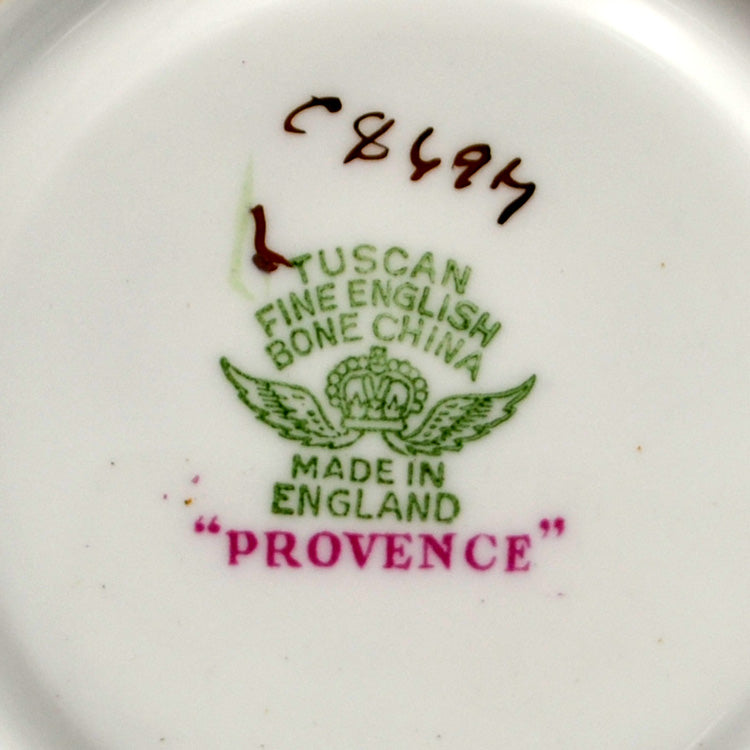 C8494
TUSCAN
FINE ENGLISH
BONE CHINA
MADE IN
ENGLAND
“PROVENCE”